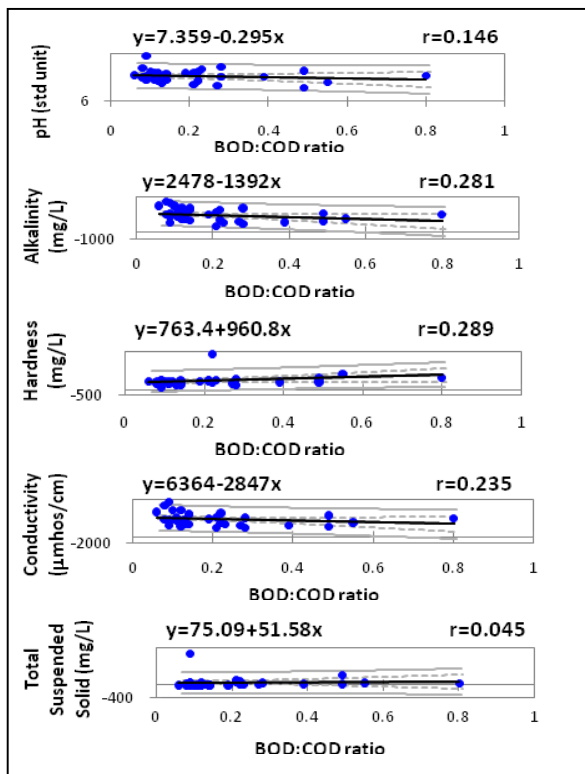 y=7.359-0.295x r=0.146
pH (std unit)
6
0 0.2 0.4 0.6 0.8 1
BOD:COD ratio
y=2478-1392x r=0.281
Alkalinity
(mg/L)
-1000
0 0.2 0.4 0.6 0.8 1
BOD:COD ratio
y=763.4+960.8x r=0.289
Hardness
(mg/L)
-500
0 0.2 0.4 0.6 0.8 1
BOD:COD ratio
y=6364-2847x r=0.235
Conductivity
(µmhos/cm)
-2000
0 0.2 0.4 0.6 0.8 1
BOD:COD ratio
y=75.09+51.58x r=0.045
Total
Suspended
Solid (mg/L)
-400
0 0.2 0.4 0.6 0.8 1
BOD:COD ratio